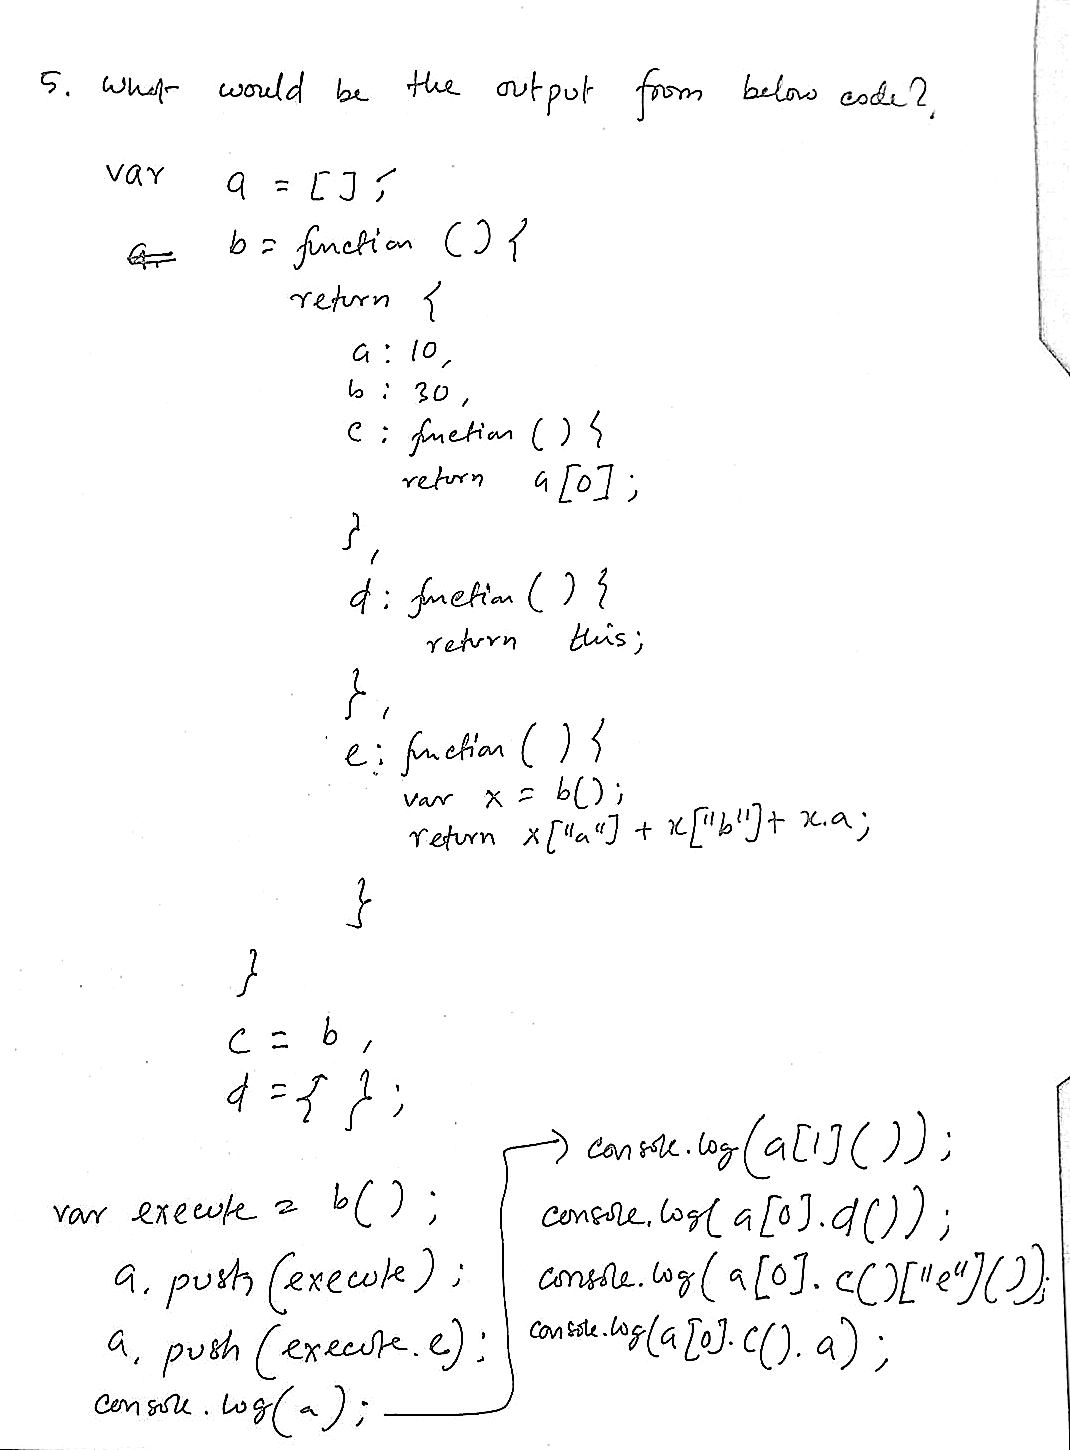 5. What would be the output from below code?
var a = [];
b = function () {
return {
a : 10,
b : 30,
c : function () {
return a[0];
},
d : function () {
return this;
},
e : function () {
var x = b();
return x["a"] + x["b"] + x.a;
}
}
c = b,
d = { };
var execute = b();
a.push(execute);
a.push(execute.e);
console.log(a);
console.log(a[1]());
console.log(a[0].d());
console.log(a[0].c()["e"]());
console.log(a[0].c().a);